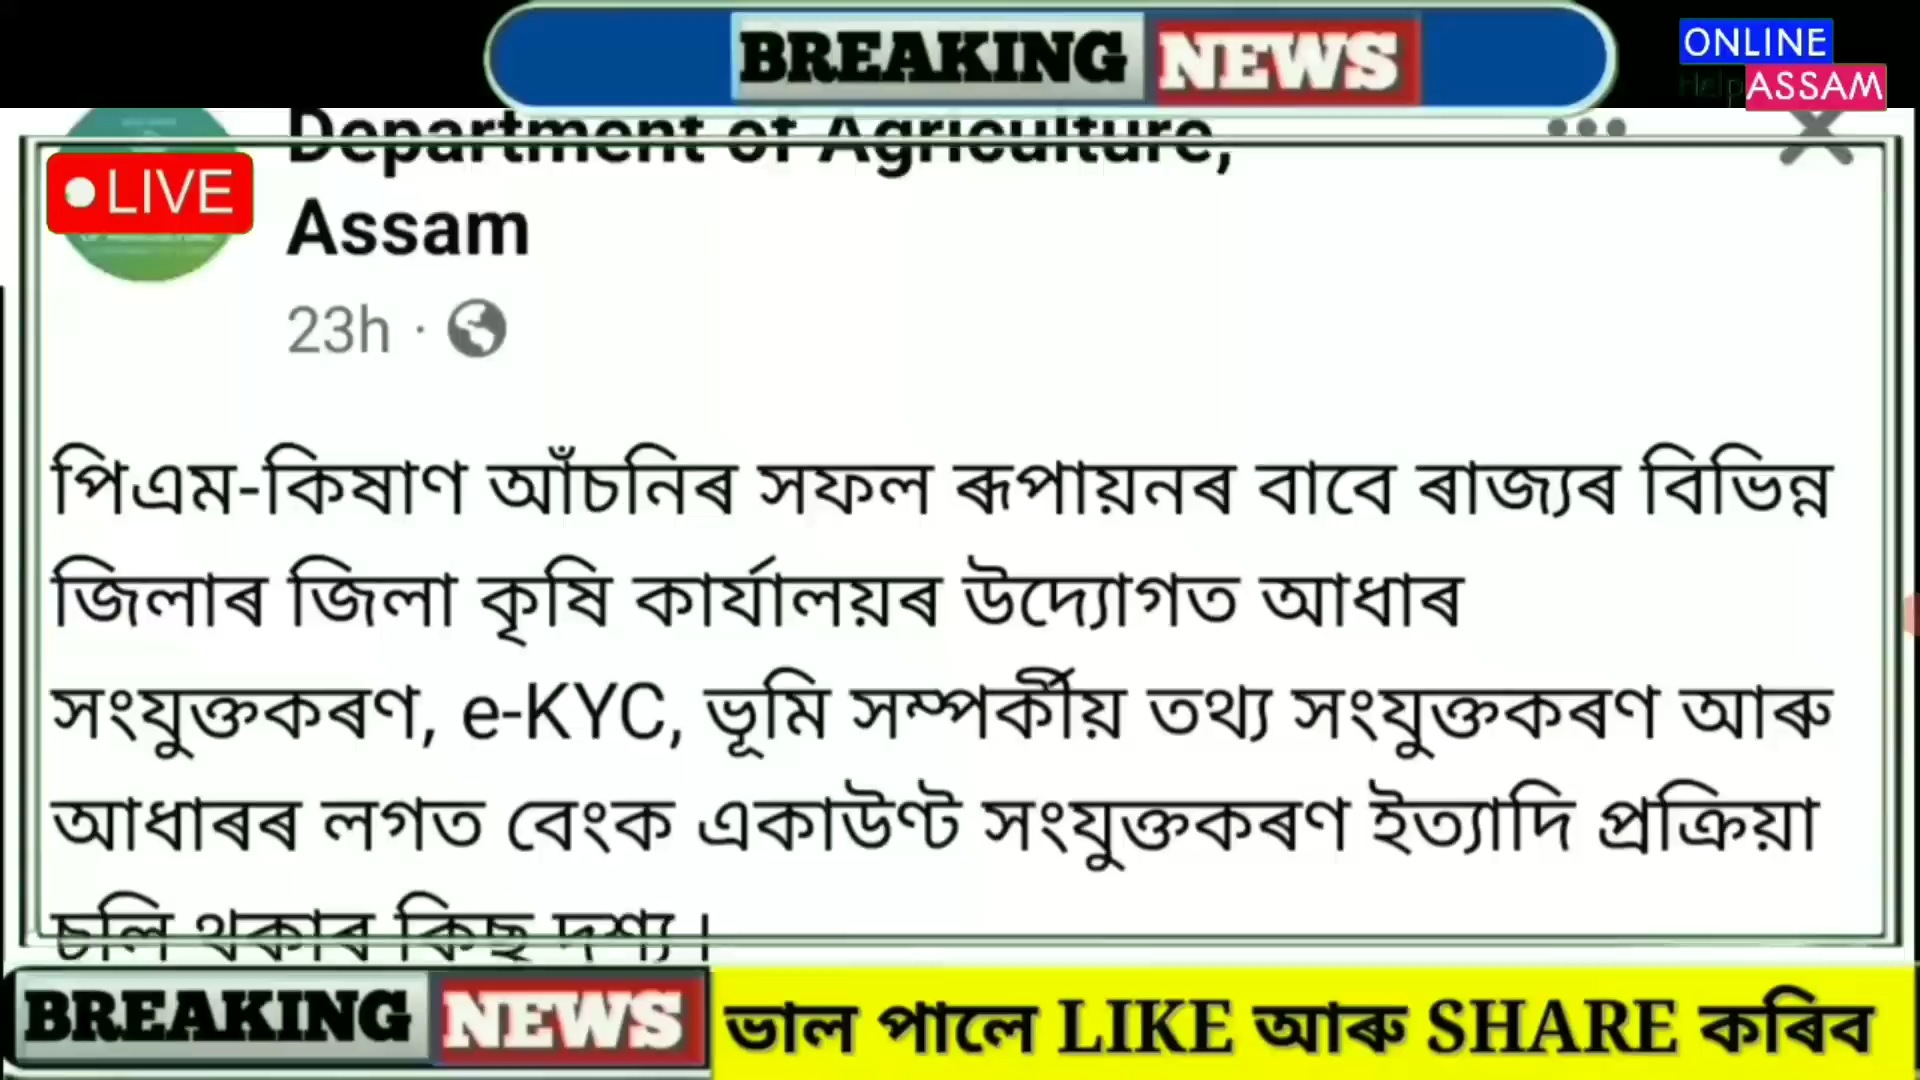 BREAKING NEWS
ONLINE
Help ASSAM
Department of Agriculture,
LIVE
Assam
23h ·
পিএম-কিষাণ আঁচনিৰ সফল ৰূপায়নৰ বাবে ৰাজ্যৰ বিভিন্ন
জিলাৰ জিলা কৃষি কাৰ্যালয়ৰ উদ্যোগত আধাৰ
সংযুক্তকৰণ, e-KYC, ভূমি সম্পৰ্কীয় তথ্য সংযুক্তকৰণ আৰু
আধাৰৰ লগত বেংক একাউণ্ট সংযুক্তকৰণ ইত্যাদি প্ৰক্ৰিয়া
চলি থকাৰ কিছু দৃশ্য ।
BREAKING NEWS ভাল পালে LIKE আৰু SHARE কৰিব